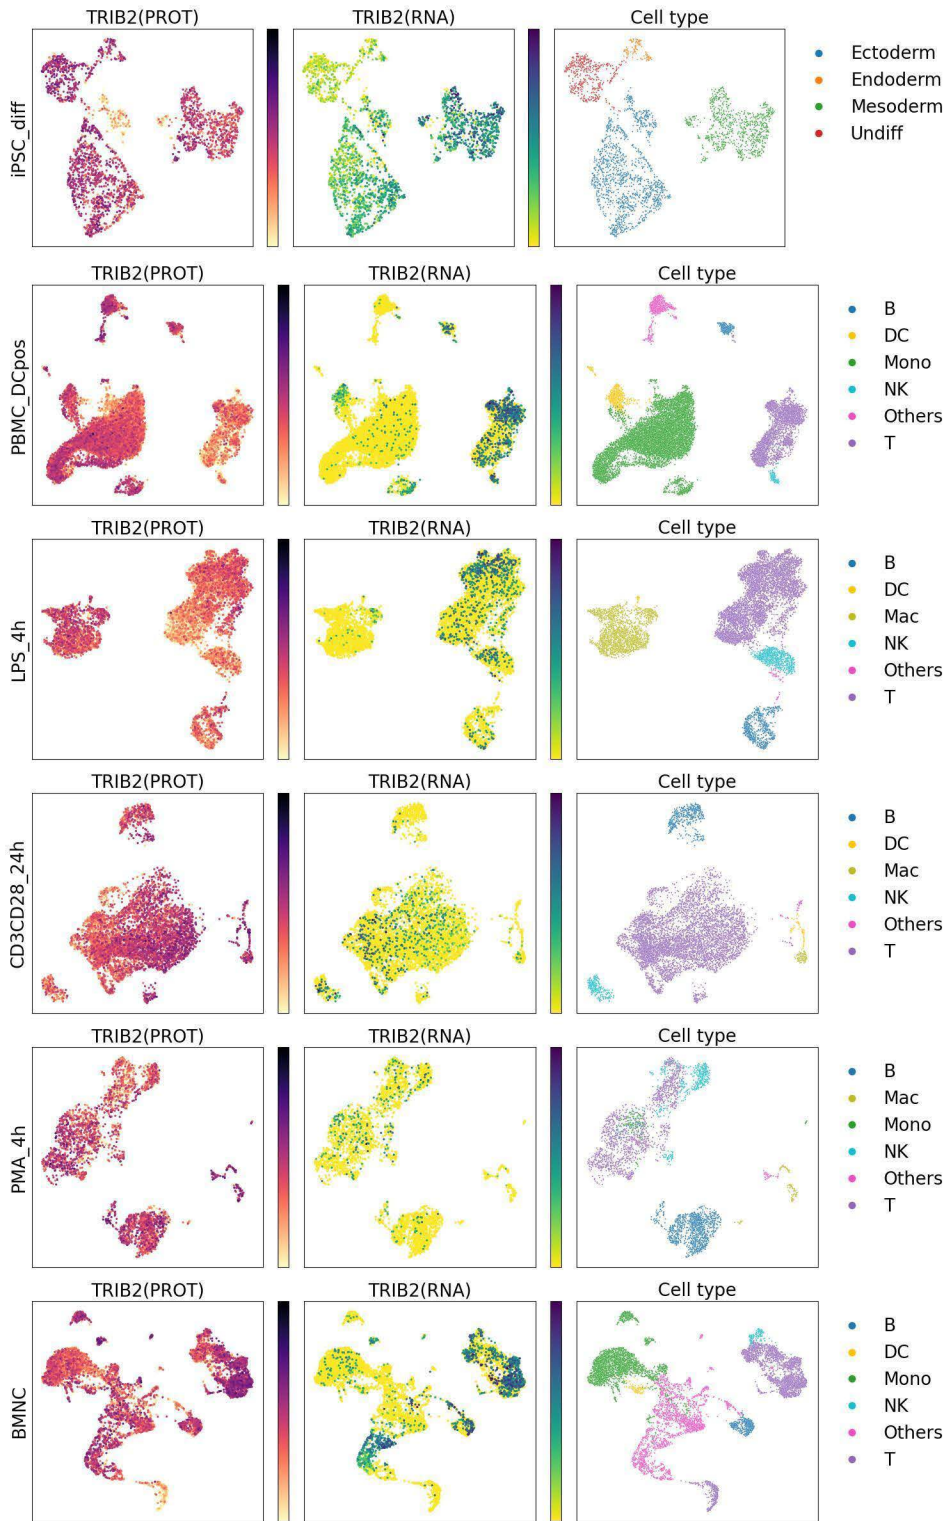 TRIB2(PROT) TRIB2(RNA) Cell type
iPSC_diff
Ectoderm
Endoderm
Mesoderm
Undiff
TRIB2(PROT) TRIB2(RNA) Cell type
PBMC_DCpos
B
DC
Mono
NK
Others
T
TRIB2(PROT) TRIB2(RNA) Cell type
LPS_4h
B
DC
Mac
NK
Others
T
TRIB2(PROT) TRIB2(RNA) Cell type
CD3CD28_24h
B
DC
Mac
NK
Others
T
TRIB2(PROT) TRIB2(RNA) Cell type
PMA_4h
B
Mac
Mono
NK
Others
T
TRIB2(PROT) TRIB2(RNA) Cell type
BMNC
B
DC
Mono
NK
Others
T